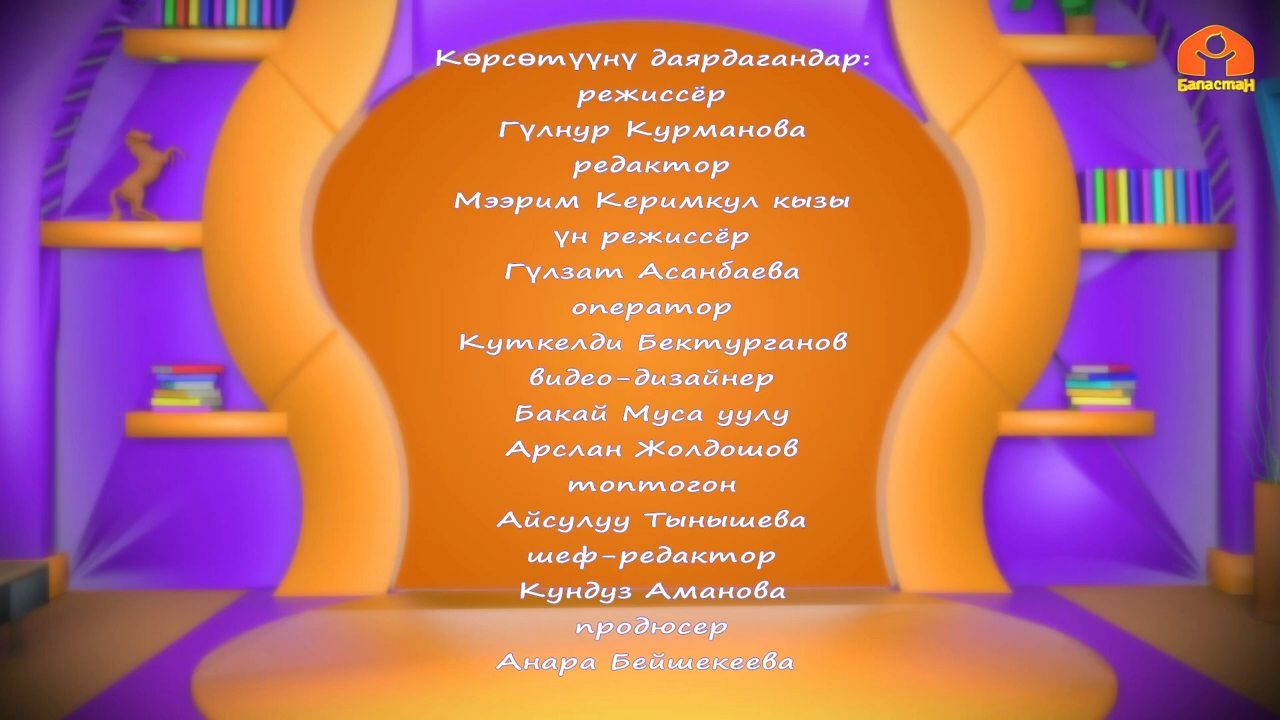 Көрсөтүүнү даярдагандар:
режиссёр
Гүлнур Курманова
редактор
Мээрим Керимкул кызы
үн режиссёр
Гүлзат Асанбаева
оператор
Куткелди Бектурганов
видео-дизайнер
Бакай Муса уулу
Арслан Жолдошов
топтогон
Айсулуу Тынышева
шеф-редактор
Кундуз Аманова
продюсер
Анара Бейшекеева
Баластан